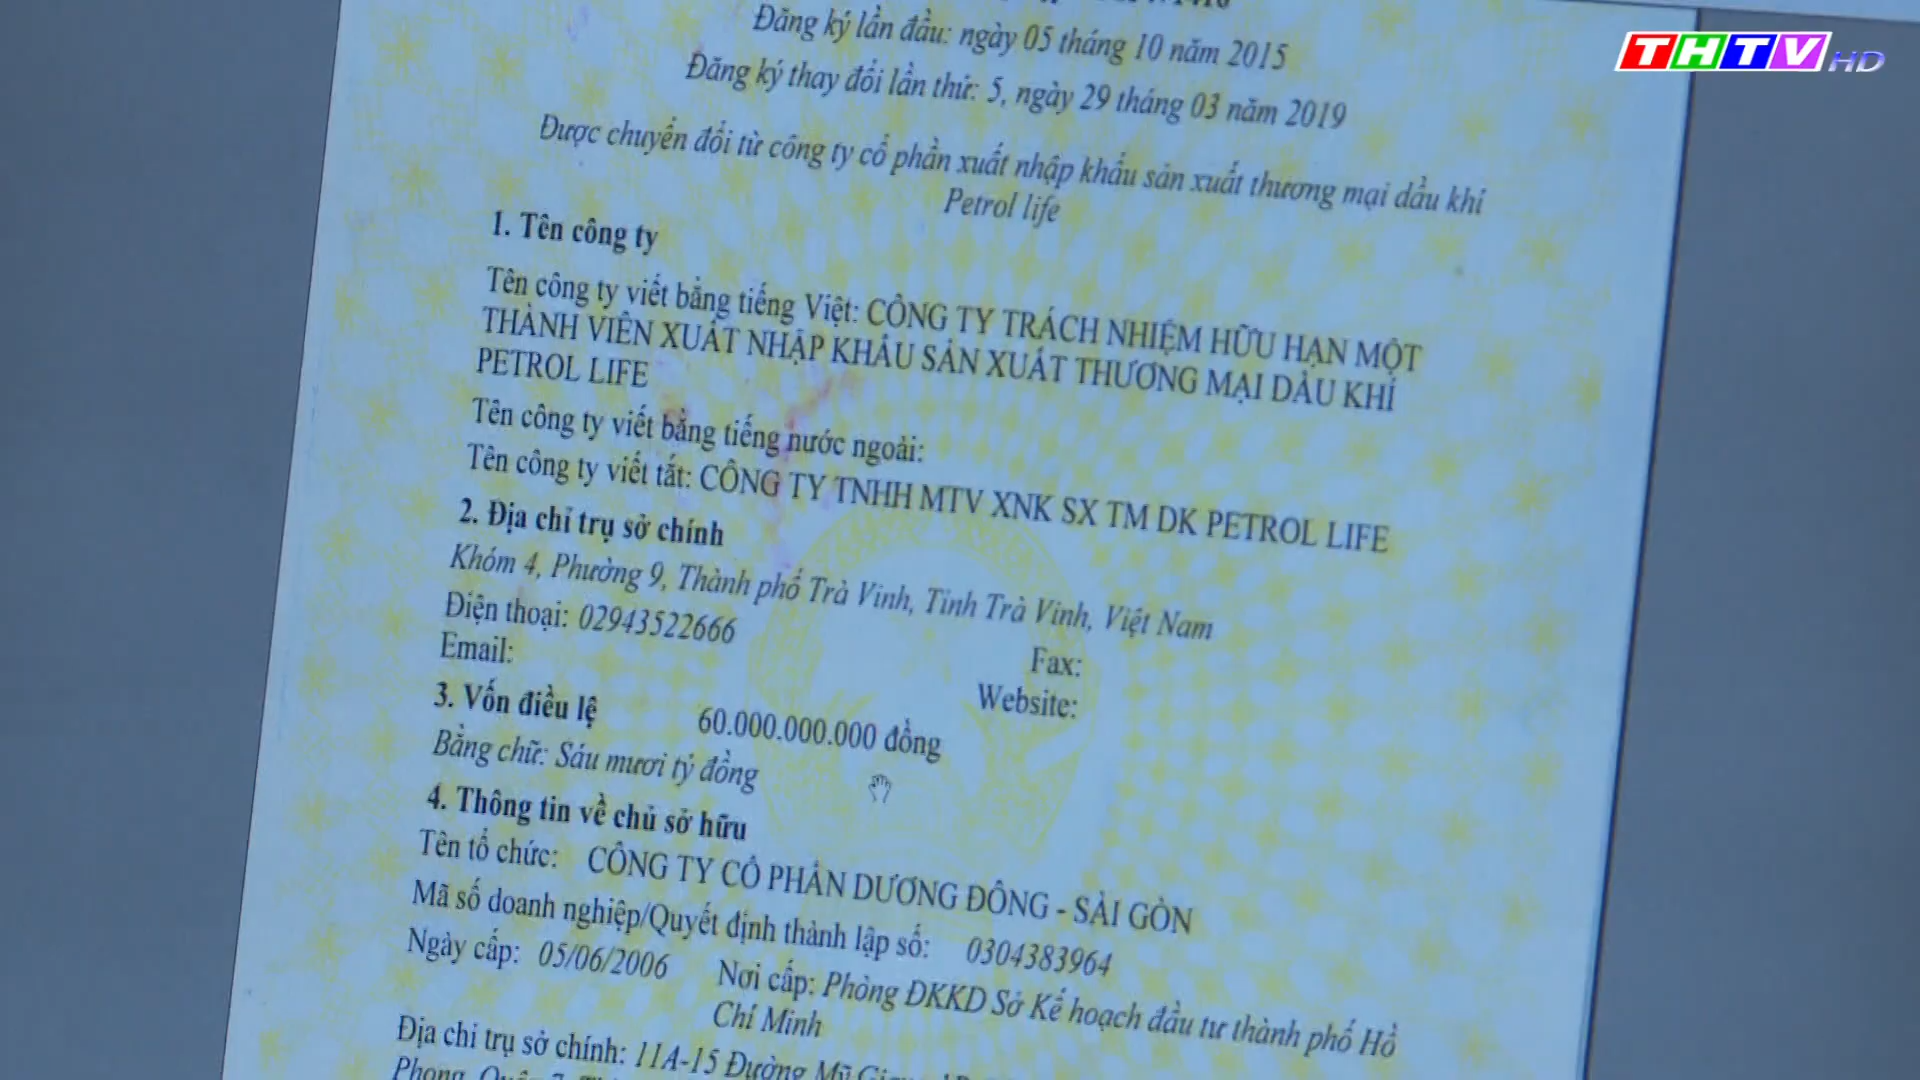 THTV HD
Đăng ký lần đầu: ngày 05 tháng 10 năm 2015
Đăng ký thay đổi lần thứ: 5, ngày 29 tháng 03 năm 2019
Được chuyển đổi từ công ty cổ phần xuất nhập khẩu sản xuất thương mại dầu khí
Petrol life
1. Tên công ty
Tên công ty viết bằng tiếng Việt: CÔNG TY TRÁCH NHIỆM HỮU HẠN MỘT
THÀNH VIÊN XUẤT NHẬP KHẨU SẢN XUẤT THƯƠNG MẠI DẦU KHÍ
PETROL LIFE
Tên công ty viết bằng tiếng nước ngoài:
Tên công ty viết tắt: CÔNG TY TNHH MTV XNK SX TM DK PETROL LIFE
2. Địa chỉ trụ sở chính
Khóm 4, Phường 9, Thành phố Trà Vinh, Tỉnh Trà Vinh, Việt Nam
Điện thoại: 02943522666 Fax:
Email: Website:
3. Vốn điều lệ 60.000.000.000 đồng
Bằng chữ: Sáu mươi tỷ đồng
4. Thông tin về chủ sở hữu
Tên tổ chức: CÔNG TY CỔ PHẦN DƯƠNG ĐÔNG - SÀI GÒN
Mã số doanh nghiệp/Quyết định thành lập số: 0304383964
Ngày cấp: 05/06/2006 Nơi cấp: Phòng ĐKKD Sở Kế hoạch đầu tư thành phố Hồ
Chí Minh
Địa chỉ trụ sở chính: 11A-15 Đường Mỹ
Phong, Quận 7,